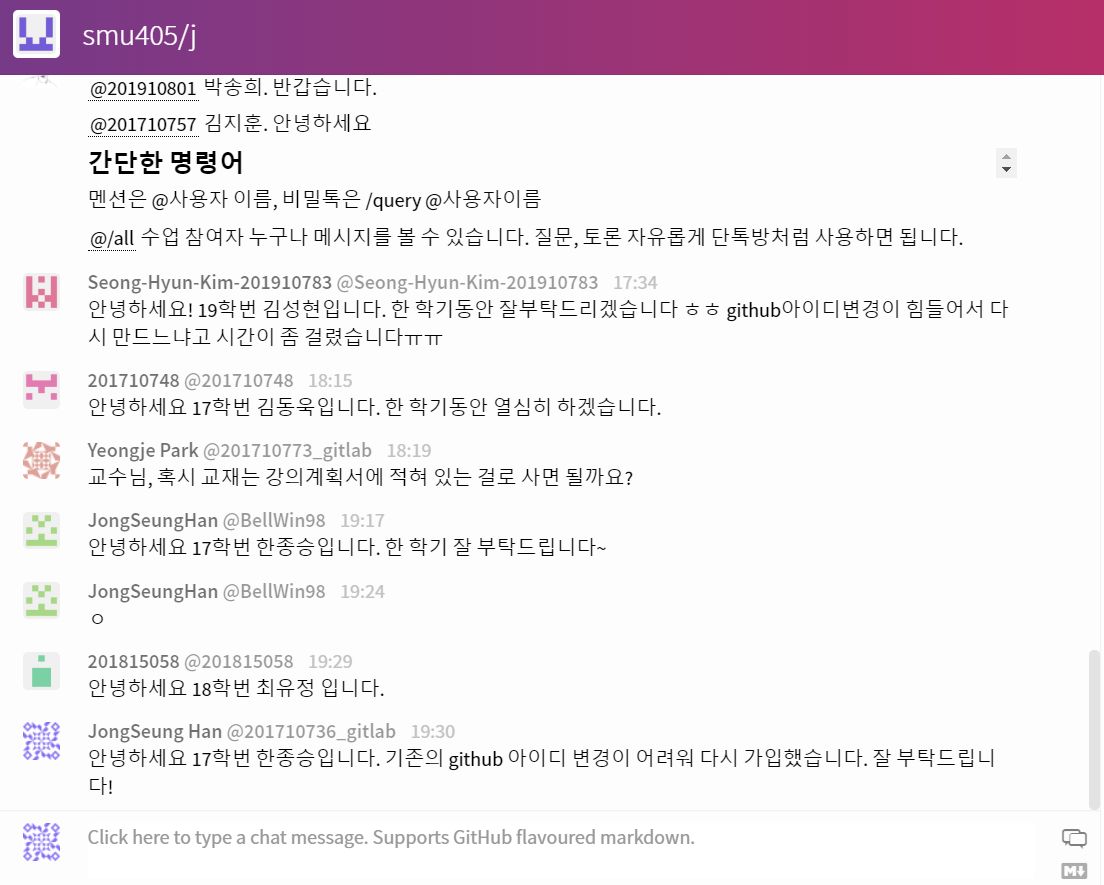 smu405/j
@201910801 박송희. 반갑습니다.
@201710757 김지훈. 안녕하세요
간단한 명령어
멘션은 @사용자 이름, 비밀톡은 /query @사용자이름
@/all 수업 참여자 누구나 메시지를 볼 수 있습니다. 질문, 토론 자유롭게 단톡방처럼 사용하면 됩니다.
Seong-Hyun-Kim-201910783 @Seong-Hyun-Kim-201910783 17:34
안녕하세요! 19학번 김성현입니다. 한 학기동안 잘부탁드리겠습니다 ㅎㅎ github아이디변경이 힘들어서 다
시 만드느냐고 시간이 좀 걸렸습니다ㅠㅠ
201710748 @201710748 18:15
안녕하세요 17학번 김동욱입니다. 한 학기동안 열심히 하겠습니다.
Yeongje Park @201710773_gitlab 18:19
교수님, 혹시 교재는 강의계획서에 적혀 있는 걸로 사면 될까요?
JongSeungHan @BellWin98 19:17
안녕하세요 17학번 한종승입니다. 한 학기 잘 부탁드립니다~
JongSeungHan @BellWin98 19:24
ㅇ
201815058 @201815058 19:29
안녕하세요 18학번 최유정 입니다.
JongSeung Han @201710736_gitlab 19:30
안녕하세요 17학번 한종승입니다. 기존의 github 아이디 변경이 어려워 다시 가입했습니다. 잘 부탁드립니
다!
Click here to type a chat message. Supports GitHub flavoured markdown.
M